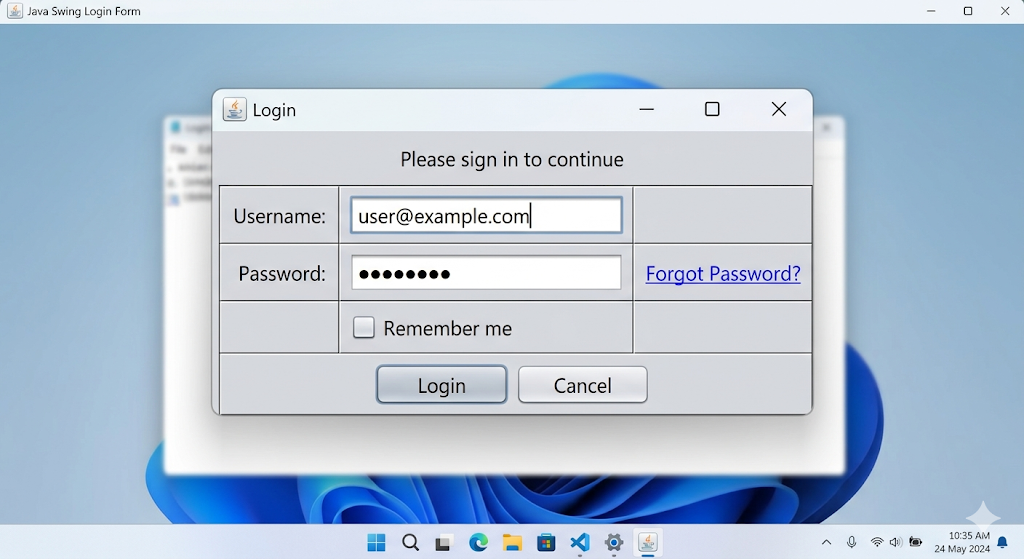 Java Swing Login Form
Login
Please sign in to continue
Username: user@example.com
Password: ●●●●●●●● Forgot Password?
Remember me
Login Cancel
10:35 AM
24 May 2024